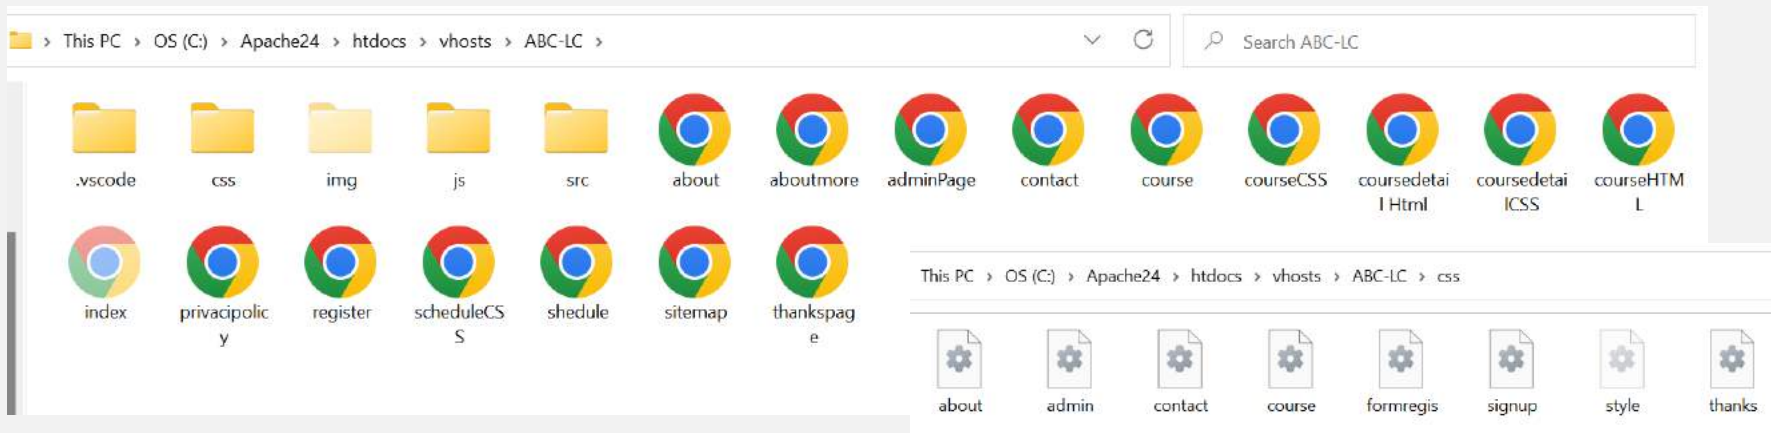 This PC > OS (C:) > Apache24 > htdocs > vhosts > ABC-LC >
Search ABC-LC
.vscode
css
img
js
src
about
aboutmore
adminPage
contact
course
courseCSS
coursedetai
l Html
coursedetai
lCSS
courseHTM
L
index
privacipolic
y
register
scheduleCS
S
shedule
sitemap
thankspag
e
This PC > OS (C:) > Apache24 > htdocs > vhosts > ABC-LC > css
about
admin
contact
course
formregis
signup
style
thanks